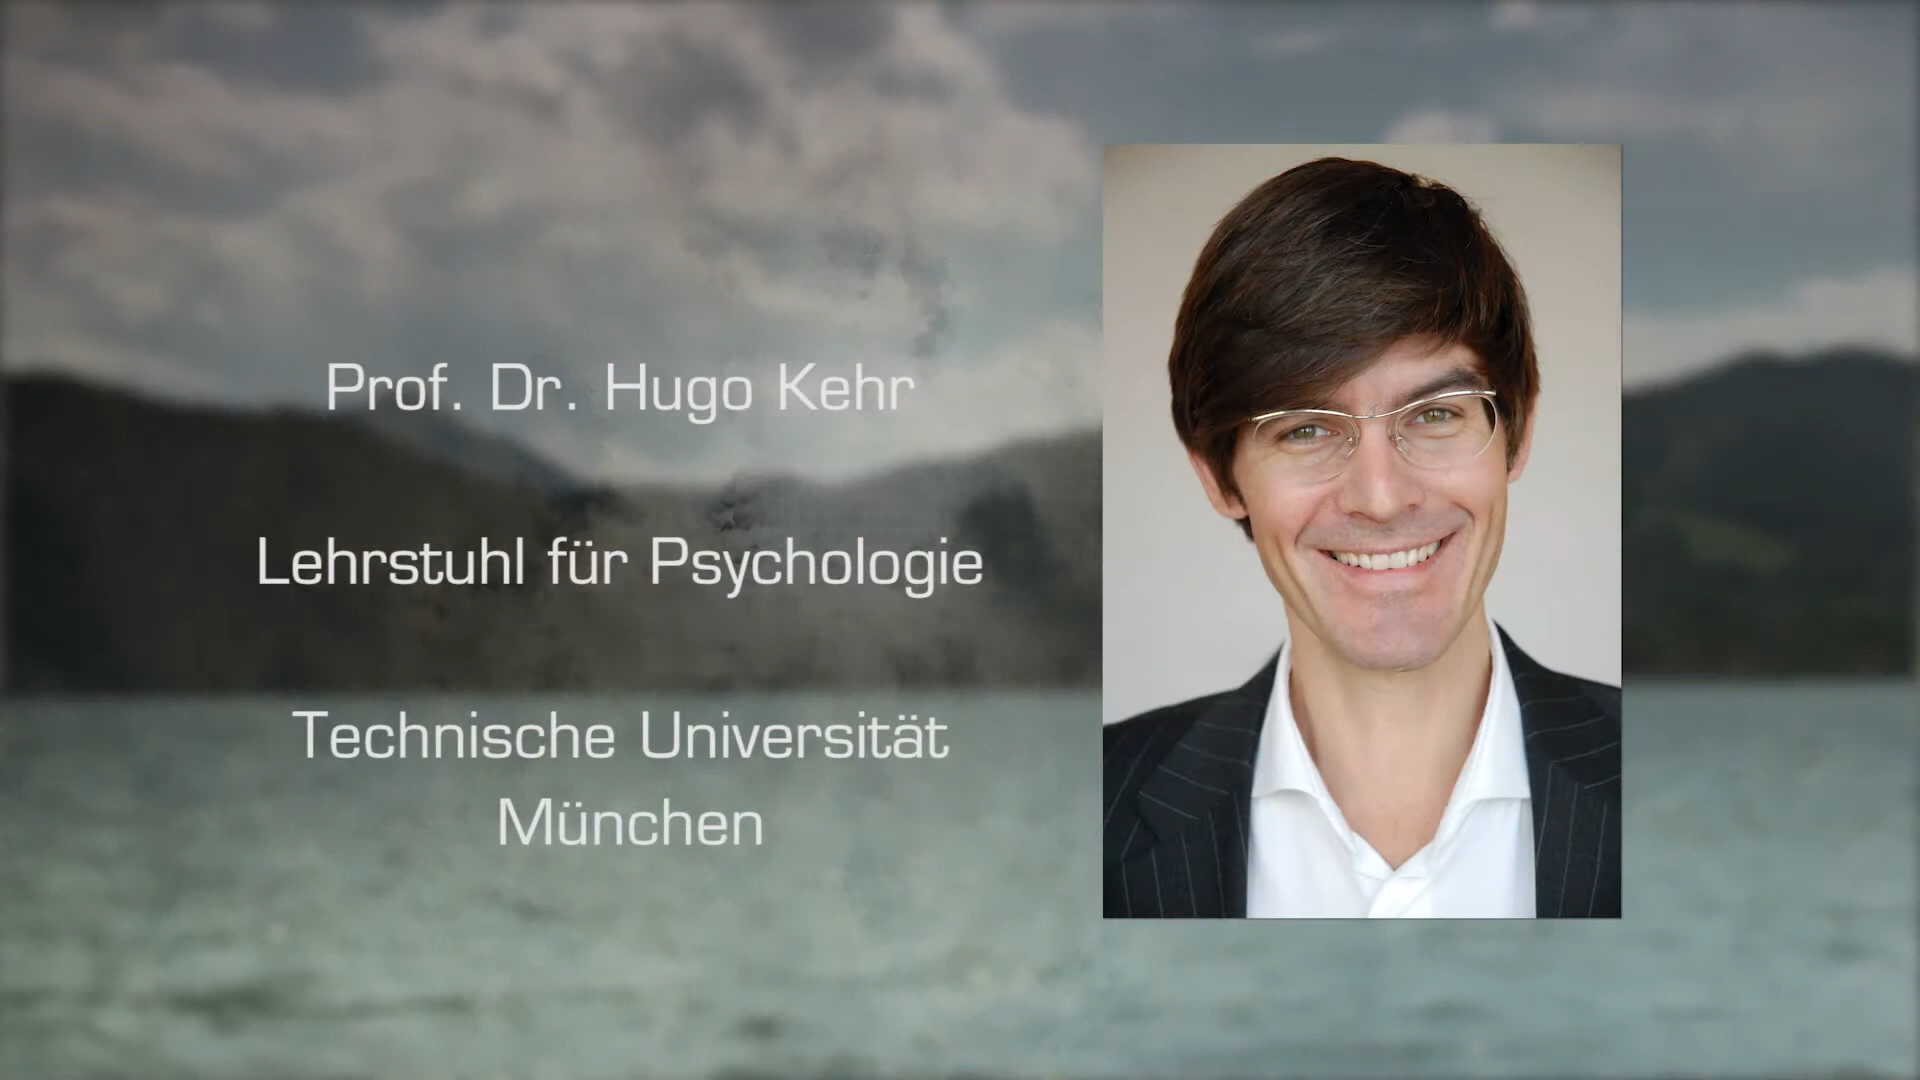 Prof. Dr. Hugo Kehr
Lehrstuhl für Psychologie
Technische Universität
München